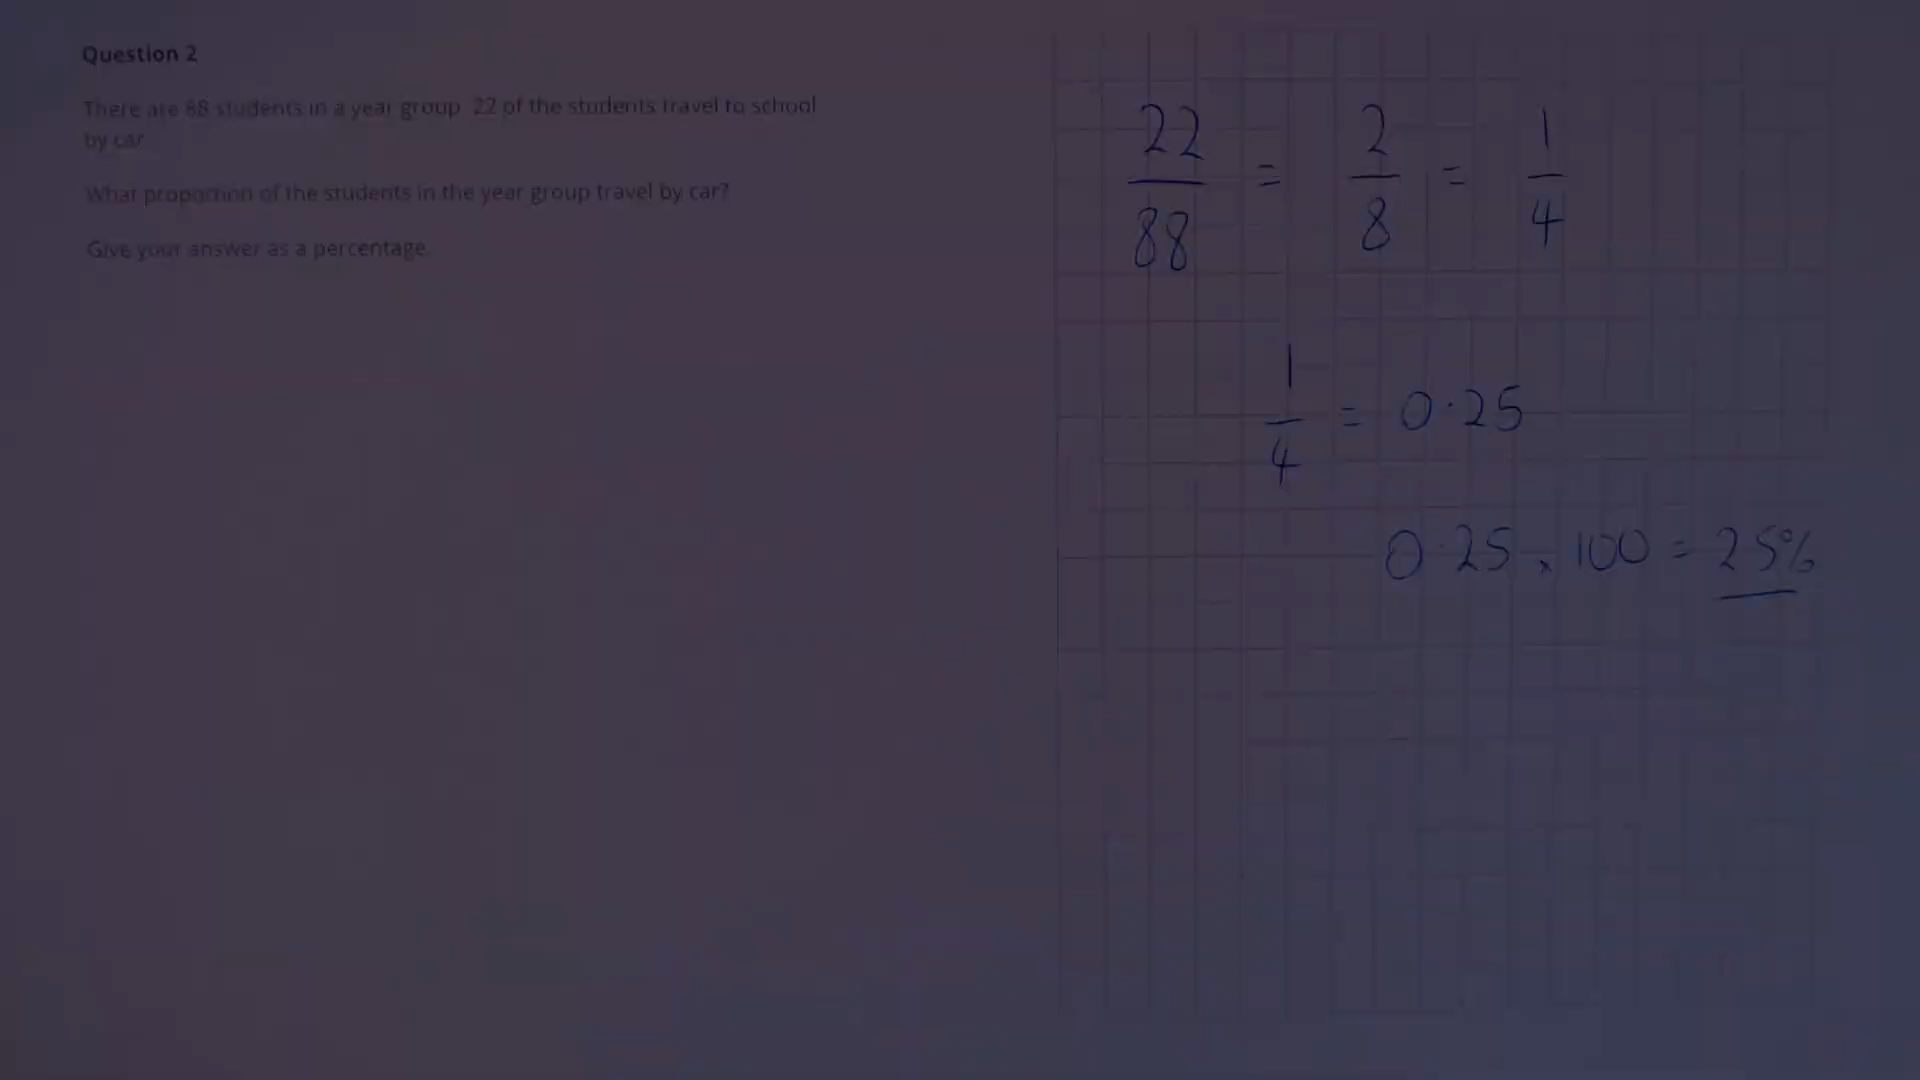 Question 2
There are 88 students in a year group. 22 of the students travel to school
by car.
What proportion of the students in the year group travel by car?
Give your answer as a percentage.
22/88 = 2/8 = 1/4
1/4 = 0.25
0.25 × 100 = 25%